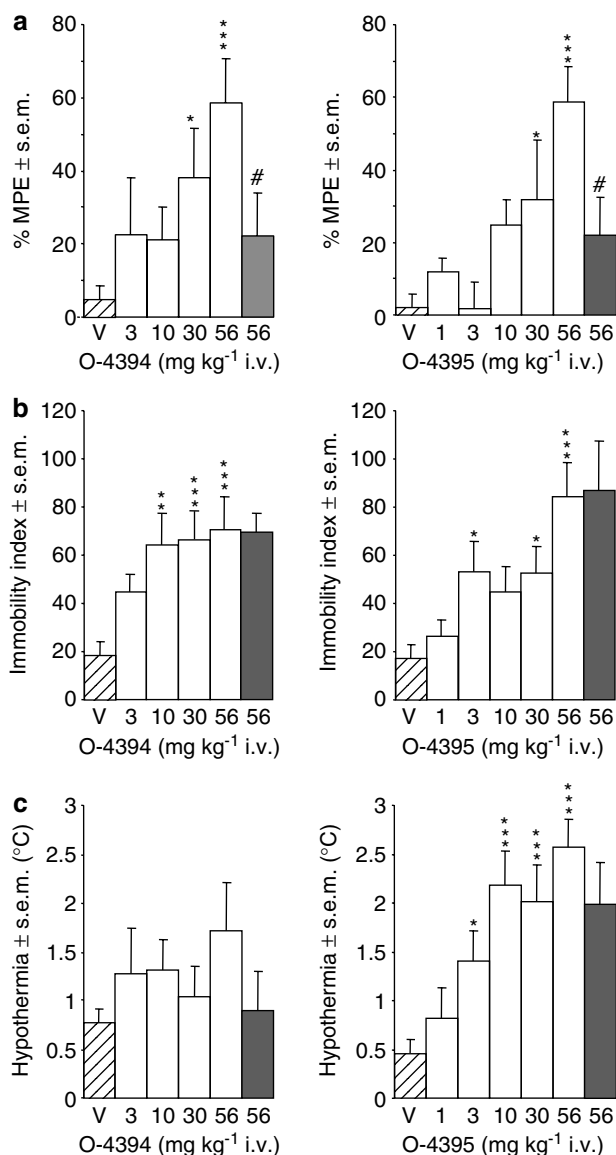 a
80
60
40
20
0
% MPE ± s.e.m.
*
***
#
V 3 10 30 56 56
O-4394 (mg kg⁻¹ i.v.)
80
60
40
20
0
% MPE ± s.e.m.
*
***
#
V 1 3 10 30 56 56
O-4395 (mg kg⁻¹ i.v.)
b
120
100
80
60
40
20
0
Immobility index ± s.e.m.
**
***
***
V 3 10 30 56 56
O-4394 (mg kg⁻¹ i.v.)
120
100
80
60
40
20
0
Immobility index ± s.e.m.
*
*
***
V 1 3 10 30 56 56
O-4395 (mg kg⁻¹ i.v.)
c
3
2.5
2
1.5
1
0.5
0
Hypothermia ± s.e.m. (°C)
V 3 10 30 56 56
O-4394 (mg kg⁻¹ i.v.)
3
2.5
2
1.5
1
0.5
0
Hypothermia ± s.e.m. (°C)
*
***
***
***
V 1 3 10 30 56 56
O-4395 (mg kg⁻¹ i.v.)